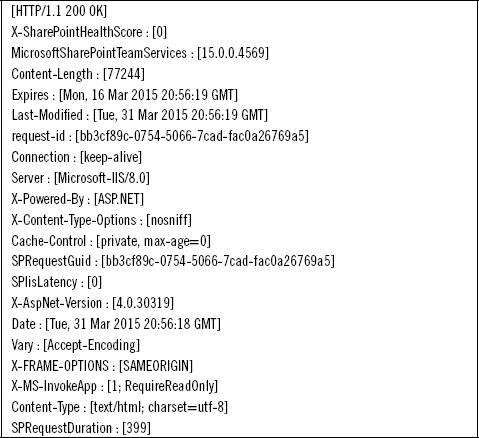 [HTTP/1.1 200 OK]
X-SharePointHealthScore : [0]
MicrosoftSharePointTeamServices : [15.0.0.4569]
Content-Length : [77244]
Expires : [Mon, 16 Mar 2015 20:56:19 GMT]
Last-Modified : [Tue, 31 Mar 2015 20:56:19 GMT]
request-id : [bb3cf89c-0754-5066-7cad-fac0a26769a5]
Connection : [keep-alive]
Server : [Microsoft-IIS/8.0]
X-Powered-By : [ASP.NET]
X-Content-Type-Options : [nosniff]
Cache-Control : [private, max-age=0]
SPRequestGuid : [bb3cf89c-0754-5066-7cad-fac0a26769a5]
SPIisLatency : [0]
X-AspNet-Version : [4.0.30319]
Date : [Tue, 31 Mar 2015 20:56:18 GMT]
Vary : [Accept-Encoding]
X-FRAME-OPTIONS : [SAMEORIGIN]
X-MS-InvokeApp : [1; RequireReadOnly]
Content-Type : [text/html; charset=utf-8]
SPRequestDuration : [399]